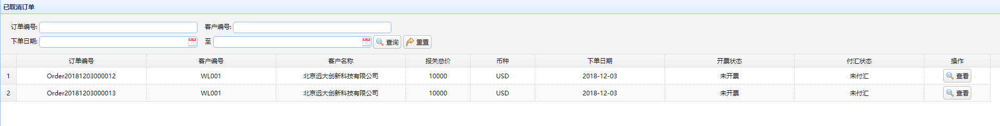 已取消订单
订单编号: 客户编号:
下单日期: 至 查询 重置
订单编号 客户编号 客户名称 报关总价 币种 下单日期 开票状态 付汇状态 操作
1 Order20181203000012 WL001 北京远大创新科技有限公司 10000 USD 2018-12-03 未开票 未付汇 查看
2 Order20181203000013 WL001 北京远大创新科技有限公司 10000 USD 2018-12-03 未开票 未付汇 查看